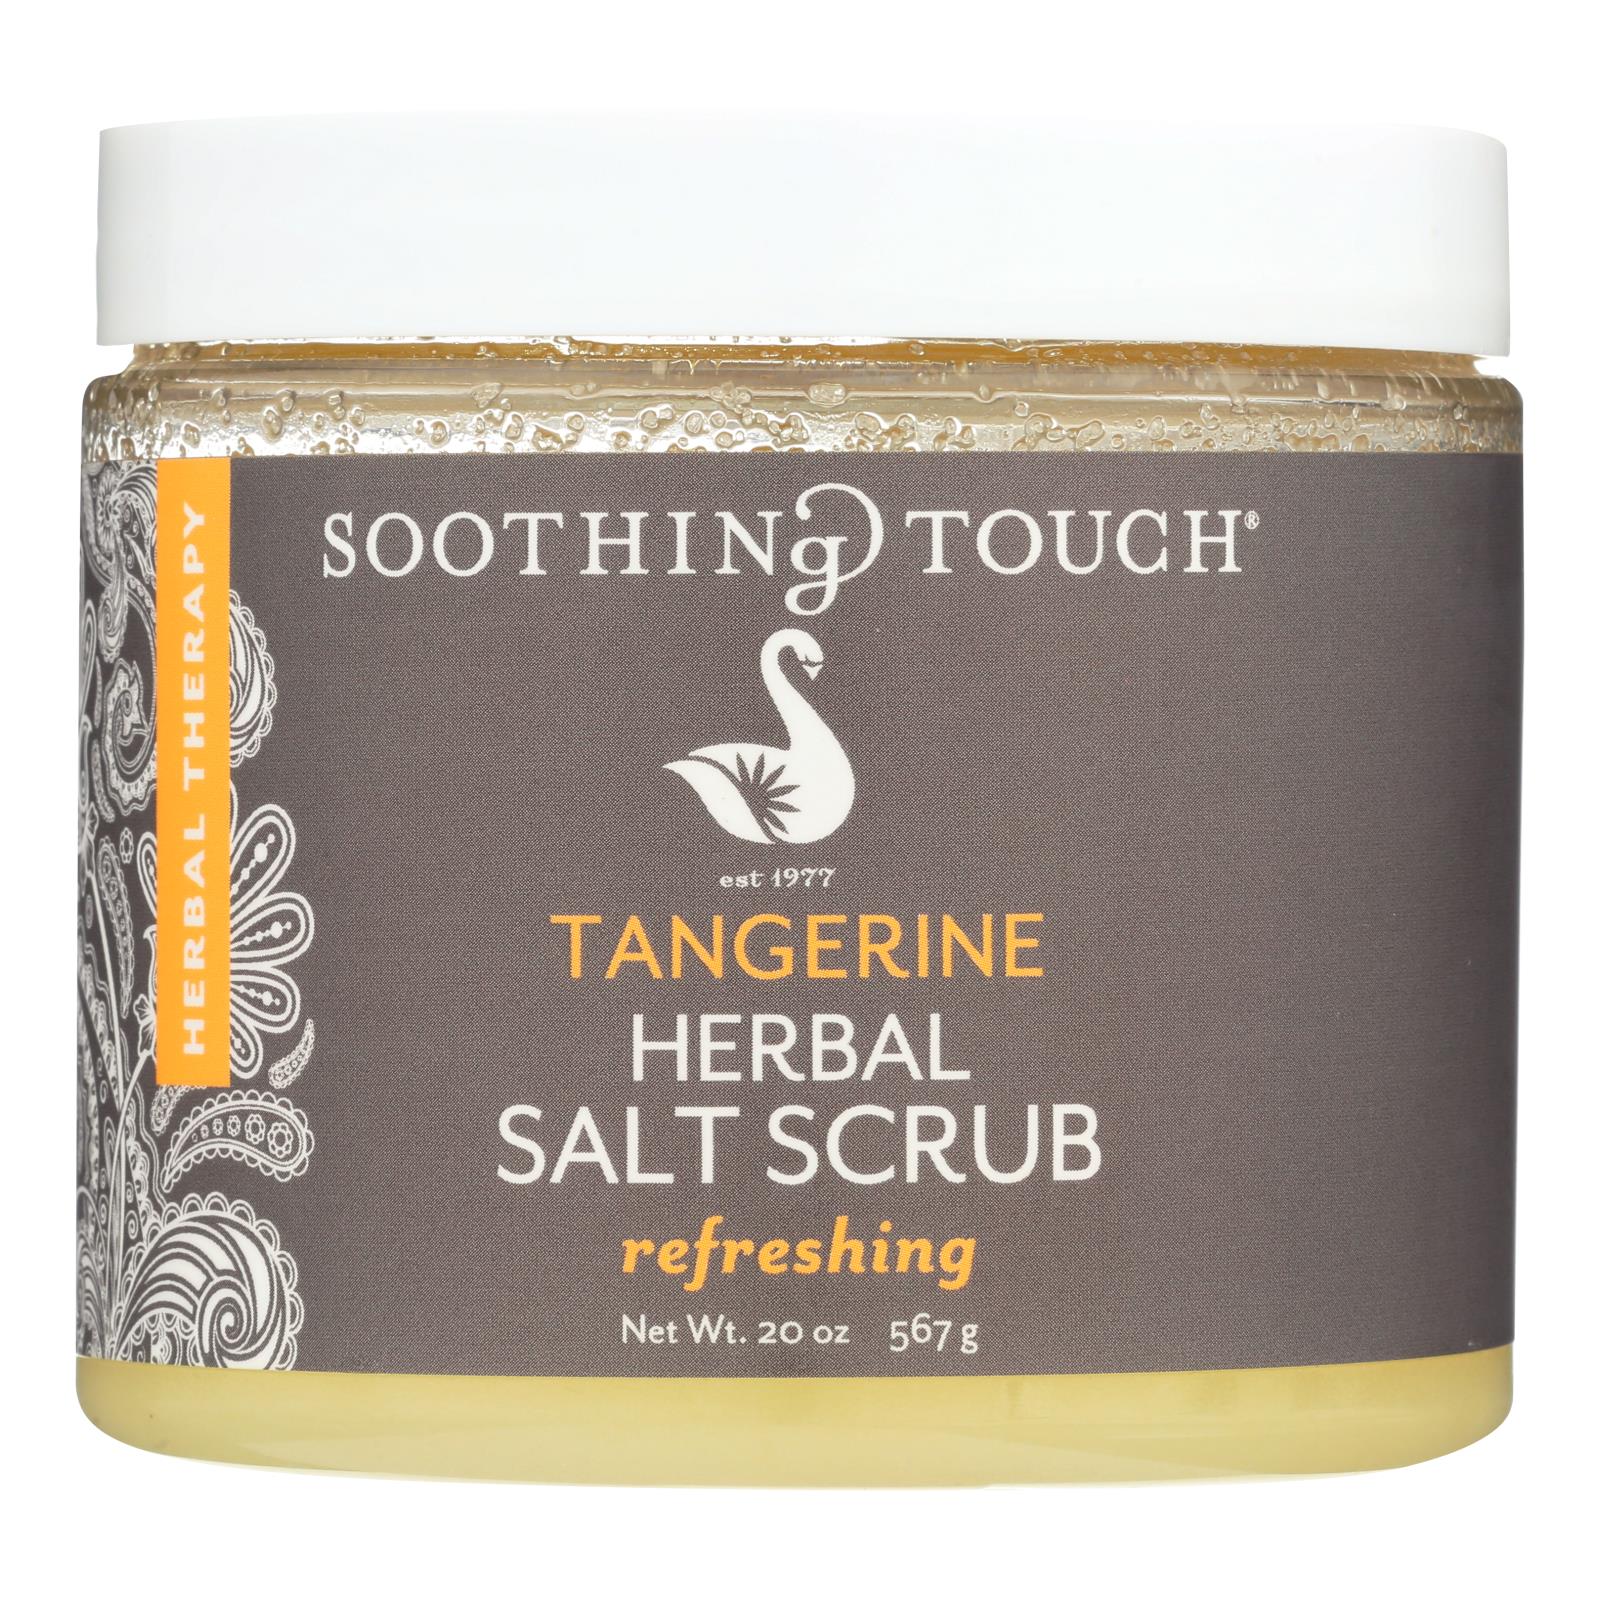 SOOTHING TOUCH®
est 1977
TANGERINE
HERBAL
SALT SCRUB
refreshing
Net Wt. 20 oz 567 g
HERBAL THERAPY